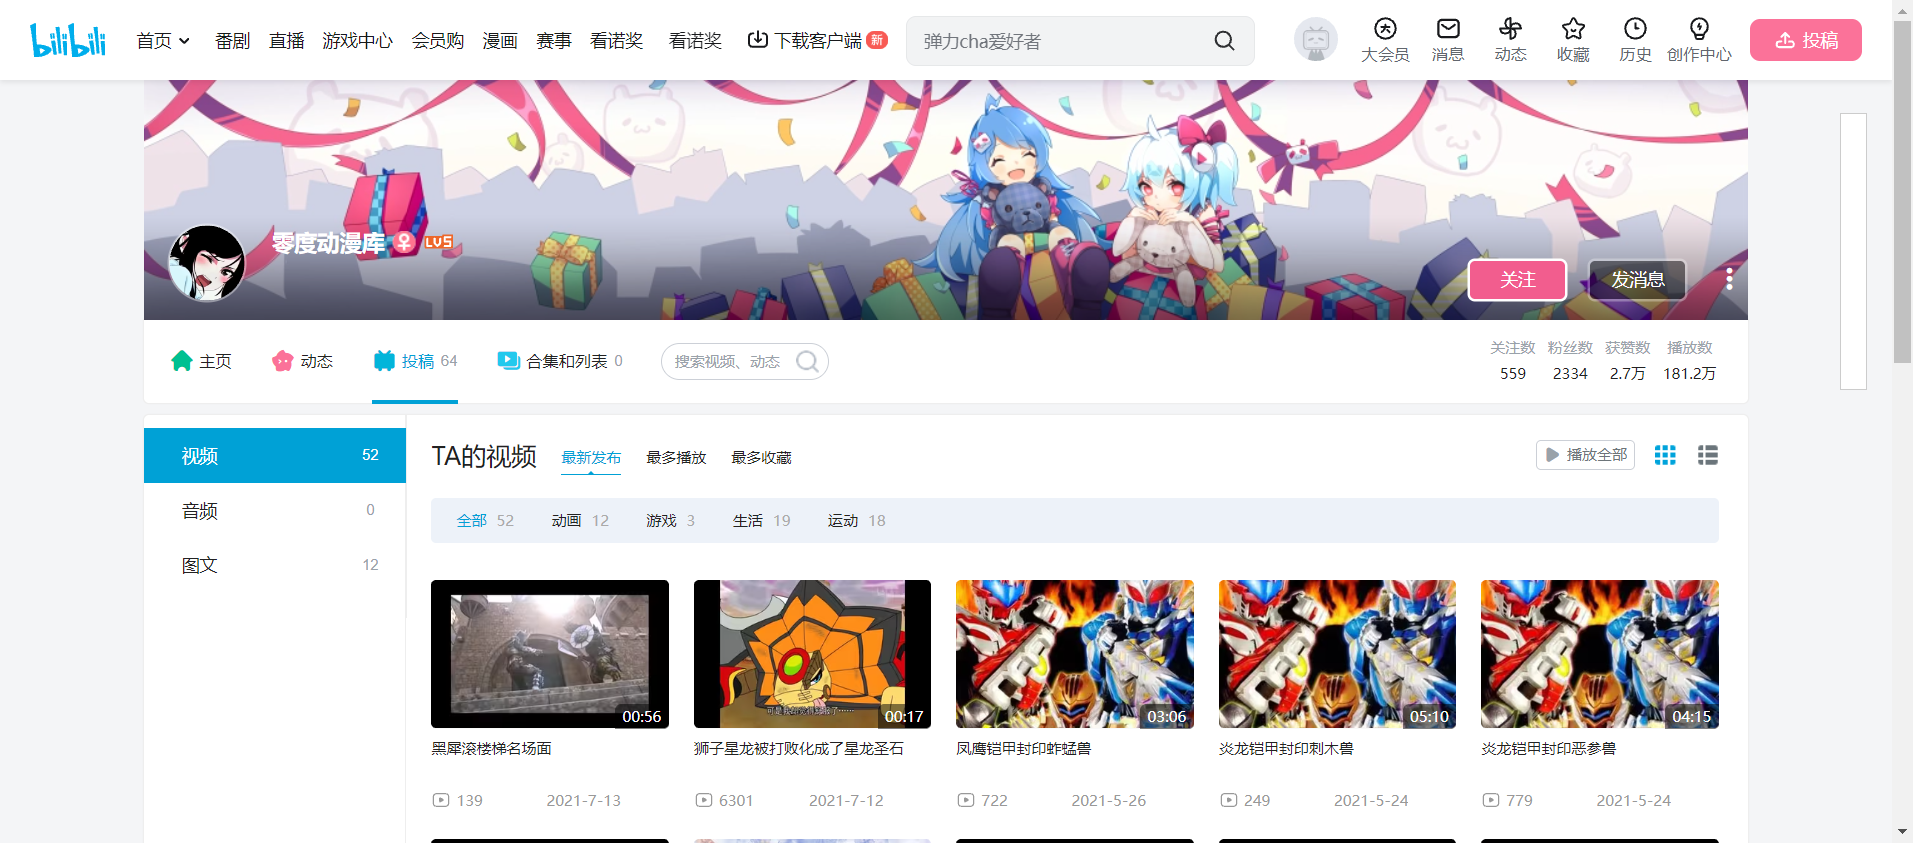 bilibili 首页 番剧 直播 游戏中心 会员购 漫画 赛事 看诺奖 看诺奖 下载客户端 新 弹力cha爱好者 大会员 消息 动态 收藏 历史 创作中心 投稿
零度动漫库 LV5
关注 发消息
主页 动态 投稿 64 合集和列表 0 搜索视频、动态
关注数 粉丝数 获赞数 播放数
559 2334 2.7万 181.2万
视频 52
音频 0
图文 12
TA的视频 最新发布 最多播放 最多收藏 播放全部
全部 52 动画 12 游戏 3 生活 19 运动 18
00:56 00:17 03:06 05:10 04:15
黑犀滚楼梯名场面 狮子星龙被打败化成了星龙圣石 凤鹰铠甲封印蚱蜢兽 炎龙铠甲封印刺木兽 炎龙铠甲封印恶参兽
139 2021-7-13 6301 2021-7-12 722 2021-5-26 249 2021-5-24 779 2021-5-24